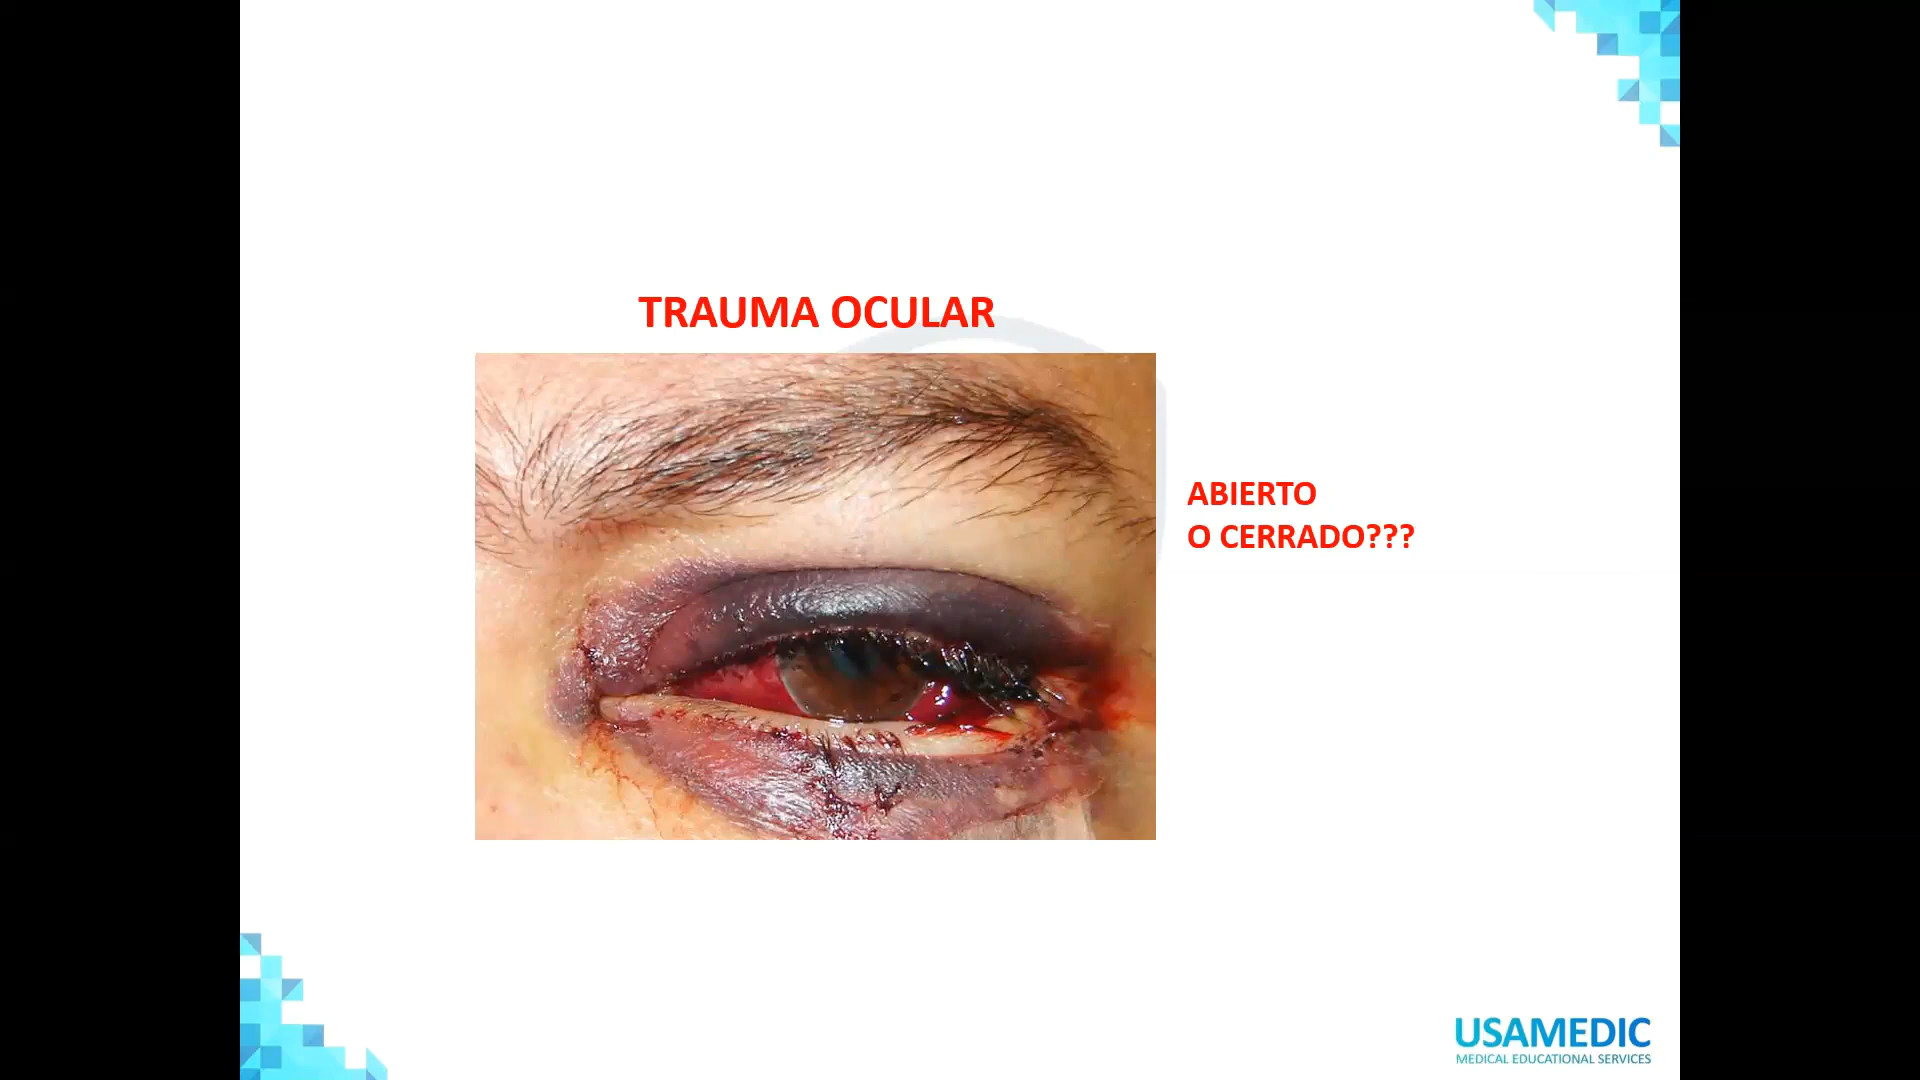 TRAUMA OCULAR
ABIERTO
O CERRADO???
USAMEDIC
MEDICAL EDUCATIONAL SERVICES